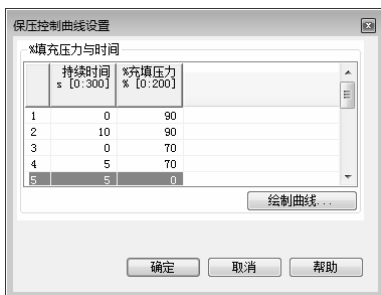 保压控制曲线设置
%填充压力与时间
持续时间 %充填压力
s [0:300] % [0:200]
1 0 90
2 10 90
3 0 70
4 5 70
5 5 0
绘制曲线...
确定 取消 帮助